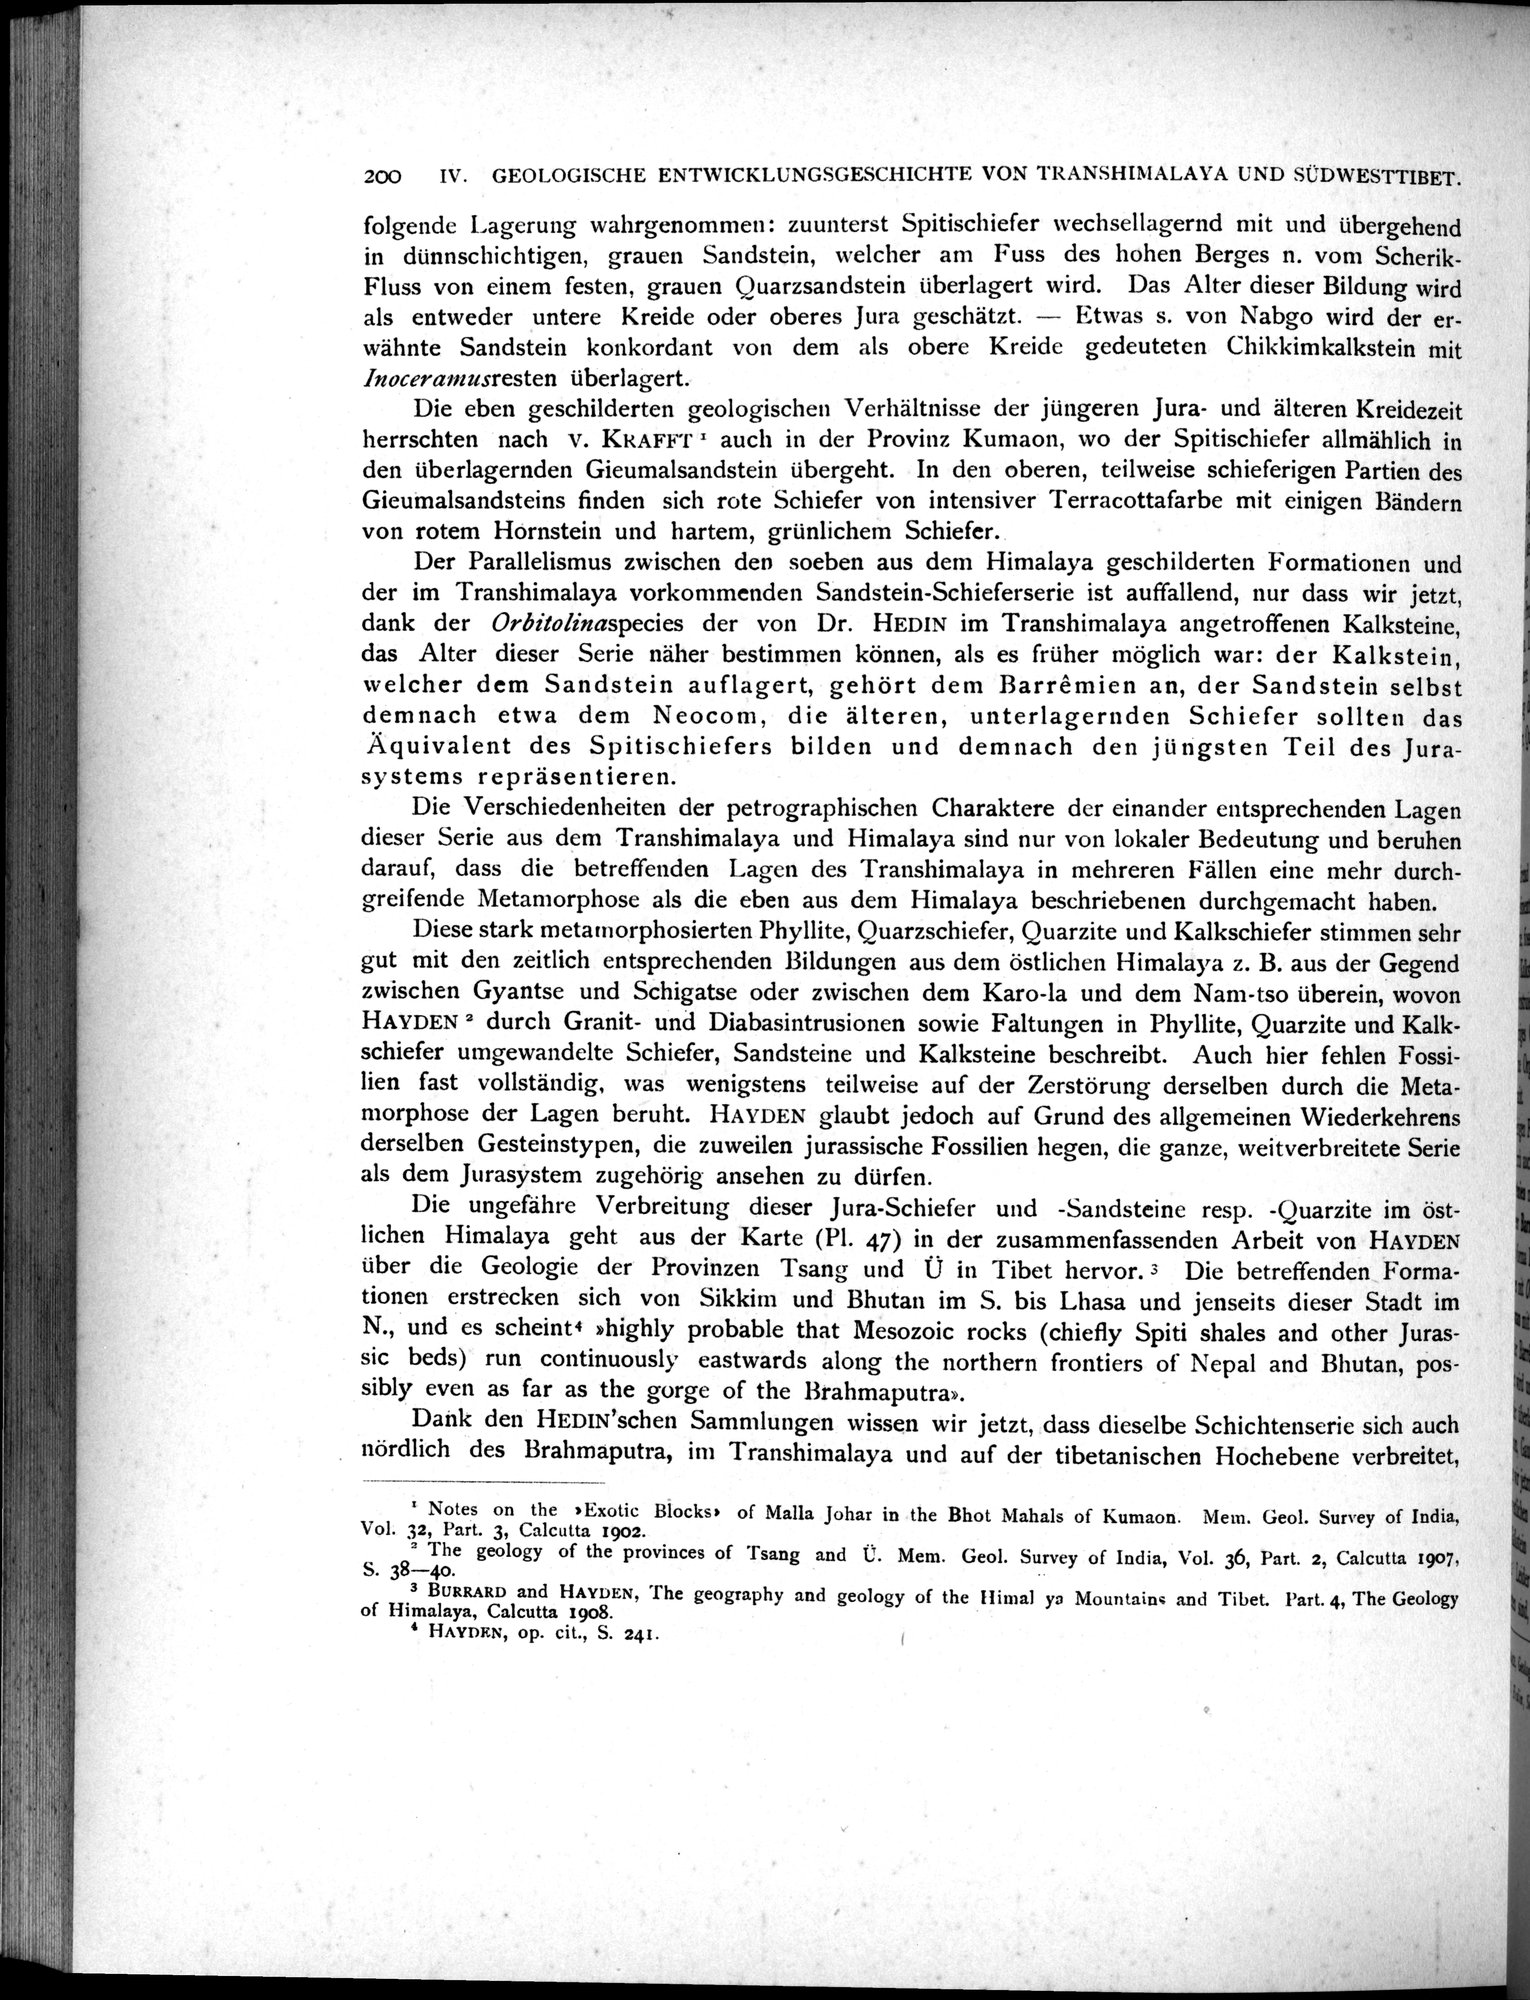 200 IV. GEOLOGISCHE ENTWICKLUNGSGESCHICHTE VON TRANSHIMALAYA UND SÜDWESTTIBET.
folgende Lagerung wahrgenommen: zuunterst Spitischiefer wechsellagernd mit und übergehend
in dünnschichtigen, grauen Sandstein, welcher am Fuss des hohen Berges n. vom Scherik-
Fluss von einem festen, grauen Quarzsandstein überlagert wird. Das Alter dieser Bildung wird
als entweder untere Kreide oder oberes Jura geschätzt. — Etwas s. von Nabgo wird der er-
wähnte Sandstein konkordant von dem als obere Kreide gedeuteten Chikkimkalkstein mit
Inoceramusresten überlagert.
Die eben geschilderten geologischen Verhältnisse der jüngeren Jura- und älteren Kreidezeit
herrschten nach v. KRAFFT ¹ auch in der Provinz Kumaon, wo der Spitischiefer allmählich in
den überlagernden Gieumalsandstein übergeht. In den oberen, teilweise schieferigen Partien des
Gieumalsandsteins finden sich rote Schiefer von intensiver Terracottafarbe mit einigen Bändern
von rotem Hornstein und hartem, grünlichem Schiefer.
Der Parallelismus zwischen den soeben aus dem Himalaya geschilderten Formationen und
der im Transhimalaya vorkommenden Sandstein-Schieferserie ist auffallend, nur dass wir jetzt,
dank der Orbitolinaspecies der von Dr. HEDIN im Transhimalaya angetroffenen Kalksteine,
das Alter dieser Serie näher bestimmen können, als es früher möglich war: der Kalkstein,
welcher dem Sandstein auflagert, gehört dem Barrêmien an, der Sandstein selbst
demnach etwa dem Neocom, die älteren, unterlagernden Schiefer sollten das
Äquivalent des Spitischiefers bilden und demnach den jüngsten Teil des Jura-
systems repräsentieren.
Die Verschiedenheiten der petrographischen Charaktere der einander entsprechenden Lagen
dieser Serie aus dem Transhimalaya und Himalaya sind nur von lokaler Bedeutung und beruhen
darauf, dass die betreffenden Lagen des Transhimalaya in mehreren Fällen eine mehr durch-
greifende Metamorphose als die eben aus dem Himalaya beschriebenen durchgemacht haben.
Diese stark metamorphosierten Phyllite, Quarzschiefer, Quarzite und Kalkschiefer stimmen sehr
gut mit den zeitlich entsprechenden Bildungen aus dem östlichen Himalaya z. B. aus der Gegend
zwischen Gyantse und Schigatse oder zwischen dem Karo-la und dem Nam-tso überein, wovon
HAYDEN ² durch Granit- und Diabasintrusionen sowie Faltungen in Phyllite, Quarzite und Kalk-
schiefer umgewandelte Schiefer, Sandsteine und Kalksteine beschreibt. Auch hier fehlen Fossi-
lien fast vollständig, was wenigstens teilweise auf der Zerstörung derselben durch die Meta-
morphose der Lagen beruht. HAYDEN glaubt jedoch auf Grund des allgemeinen Wiederkehrens
derselben Gesteinstypen, die zuweilen jurassische Fossilien hegen, die ganze, weitverbreitete Serie
als dem Jurasystem zugehörig ansehen zu dürfen.
Die ungefähre Verbreitung dieser Jura-Schiefer und -Sandsteine resp. -Quarzite im öst-
lichen Himalaya geht aus der Karte (Pl. 47) in der zusammenfassenden Arbeit von HAYDEN
über die Geologie der Provinzen Tsang und Ü in Tibet hervor. ³ Die betreffenden Forma-
tionen erstrecken sich von Sikkim und Bhutan im S. bis Lhasa und jenseits dieser Stadt im
N., und es scheint⁴ »highly probable that Mesozoic rocks (chiefly Spiti shales and other Juras-
sic beds) run continuously eastwards along the northern frontiers of Nepal and Bhutan, pos-
sibly even as far as the gorge of the Brahmaputra».
Dank den HEDIN'schen Sammlungen wissen wir jetzt, dass dieselbe Schichtenserie sich auch
nördlich des Brahmaputra, im Transhimalaya und auf der tibetanischen Hochebene verbreitet,
¹ Notes on the ›Exotic Blocks› of Malla Johar in the Bhot Mahals of Kumaon. Mem. Geol. Survey of India,
Vol. 32, Part. 3, Calcutta 1902.
² The geology of the provinces of Tsang and Ü. Mem. Geol. Survey of India, Vol. 36, Part. 2, Calcutta 1907,
S. 38—40.
³ BURRARD and HAYDEN, The geography and geology of the Himal ya Mountains and Tibet. Part. 4, The Geology
of Himalaya, Calcutta 1908.
⁴ HAYDEN, op. cit., S. 241.